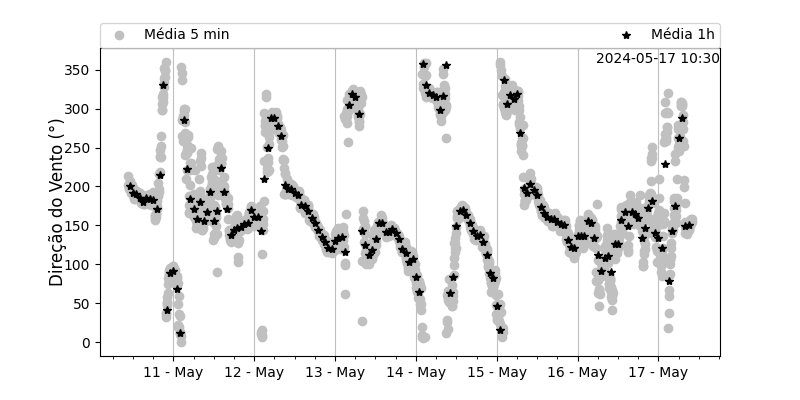 Média 5 min
Média 1h
2024-05-17 10:30
Direção do Vento (°)
350
300
250
200
150
100
50
0
11 - May
12 - May
13 - May
14 - May
15 - May
16 - May
17 - May